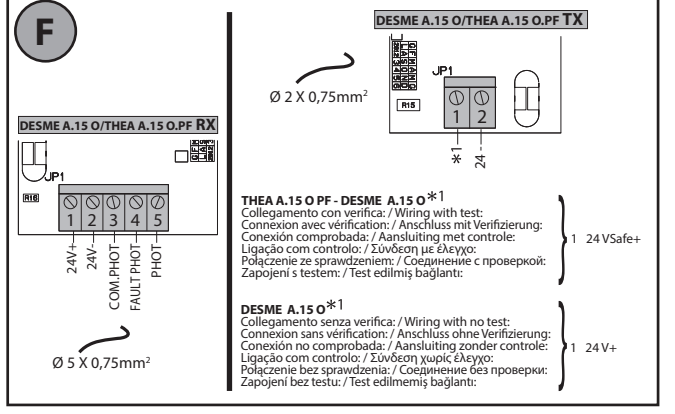 F
DESME A.15 O/THEA A.15 O.PF RX
JP1
R16
1 2 3 4 5
24V+
24V-
COM.PHOT
FAULT PHOT
PHOT
Ø 5 X 0,75mm²
DESME A.15 O/THEA A.15 O.PF TX
Ø 2 X 0,75mm²
JP1
R15
1 2
*1
24
THEA A.15 O PF - DESME A.15 O*1
Collegamento con verifica: / Wiring with test:
Connexion avec vérification: / Anschluss mit Verifizierung:
Conexión comprobada: / Aansluiting met controle:
Ligação com controlo: / Σύνδεση με έλεγχο:
Połączenie ze sprawdzeniem: / Соединение с проверкой:
Zapojení s testem: / Test edilmiş bağlantı:
1 24 VSafe+
DESME A.15 O*1
Collegamento senza verifica: / Wiring with no test:
Connexion sans vérification: / Anschluss ohne Verifizierung:
Conexión no comprobada: / Aansluiting zonder controle:
Ligação com controlo: / Σύνδεση χωρίς έλεγχο:
Połączenie bez sprawdzenia: / Соединение без проверки:
Zapojení bez testu: / Test edilmemiş bağlantı:
1 24 V+